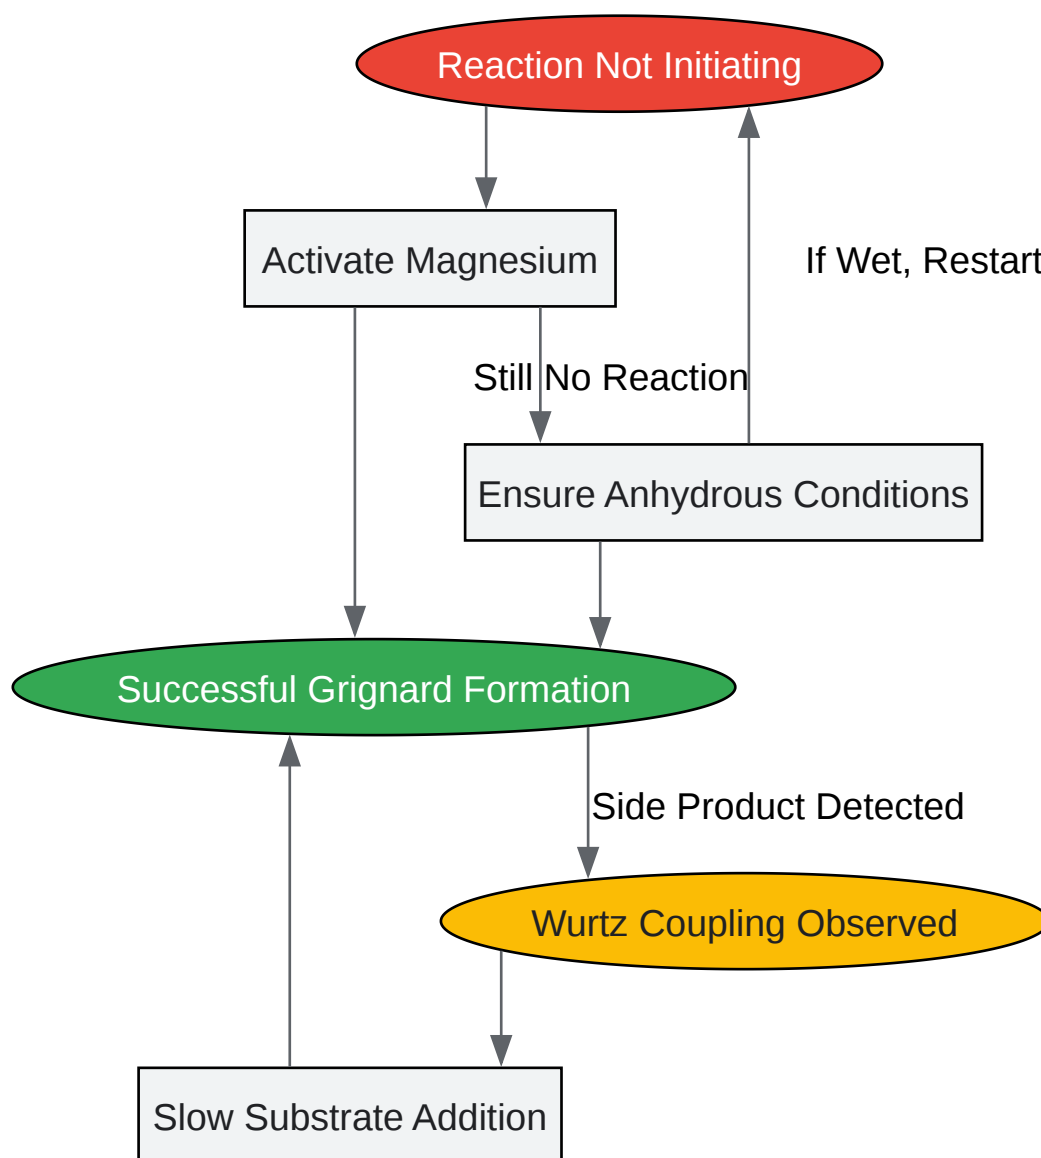 Reaction Not Initiating
Activate Magnesium
If Wet, Restart
Still No Reaction
Ensure Anhydrous Conditions
Successful Grignard Formation
Side Product Detected
Wurtz Coupling Observed
Slow Substrate Addition